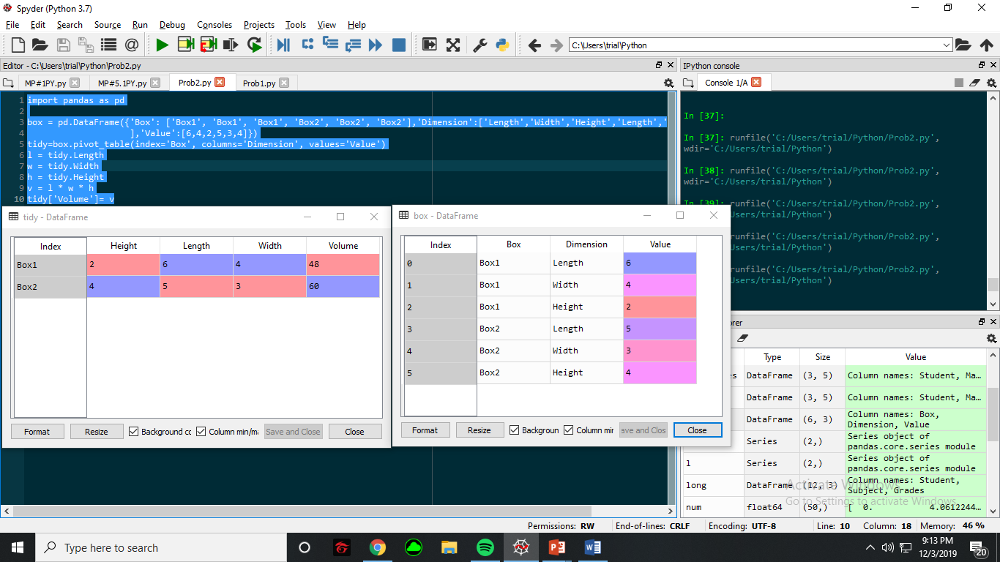 Spyder (Python 3.7)
File Edit Search Source Run Debug Consoles Projects Tools View Help
C:\Users\trial\Python
Editor - C:\Users\trial\Python\Prob2.py
MP#1PY.py MP#5.1PY.py Prob2.py Prob1.py
1 import pandas as pd
2
3 box = pd.DataFrame({'Box': ['Box1', 'Box1', 'Box1', 'Box2', 'Box2', 'Box2'],'Dimension':['Length','Width','Height','Length','
4 ],'Value':[6,4,2,5,3,4]})
5 tidy=box.pivot_table(index='Box', columns='Dimension', values='Value')
6 l = tidy.Length
7 w = tidy.Width
8 h = tidy.Height
9 v = l * w * h
10 tidy['Volume']= v
tidy - DataFrame
Index Height Length Width Volume
Box1 2 6 4 48
Box2 4 5 3 60
Format Resize Background co Column min/ma Save and Close Close
box - DataFrame
Index Box Dimension Value
0 Box1 Length 6
1 Box1 Width 4
2 Box1 Height 2
3 Box2 Length 5
4 Box2 Width 3
5 Box2 Height 4
Format Resize Backgroun Column min ave and Clos Close
IPython console
Console 1/A
In [37]:
In [37]: runfile('C:/Users/trial/Python/Prob2.py',
wdir='C:/Users/trial/Python')
In [38]: runfile('C:/Users/trial/Python/Prob2.py',
wdir='C:/Users/trial/Python')
In [39]: runfile('C:/Users/trial/Python/Prob2.py',
sers/trial/Python')
runfile('C:/Users/trial/Python/Prob2.py',
sers/trial/Python')
runfile('C:/Users/trial/Python/Prob2.py',
sers/trial/Python')
orer
Type Size Value
s DataFrame (3, 5) Column names: Student, Ma…
DataFrame (3, 5) Column names: Student, Ma…
DataFrame (6, 3) Column names: Box,
Dimension, Value
Series (2,) Series object of
pandas.core.series module
l Series (2,) Series object of
pandas.core.series module
long DataFrame (12, 3) Column names: Student,
Subject, Grades
num float64 (50,) [ 0. 4.0612244…
Activate Windows
Go to Settings to activate Windows.
Permissions: RW End-of-lines: CRLF Encoding: UTF-8 Line: 10 Column: 18 Memory: 46 %
Type here to search
9:13 PM
12/3/2019
20